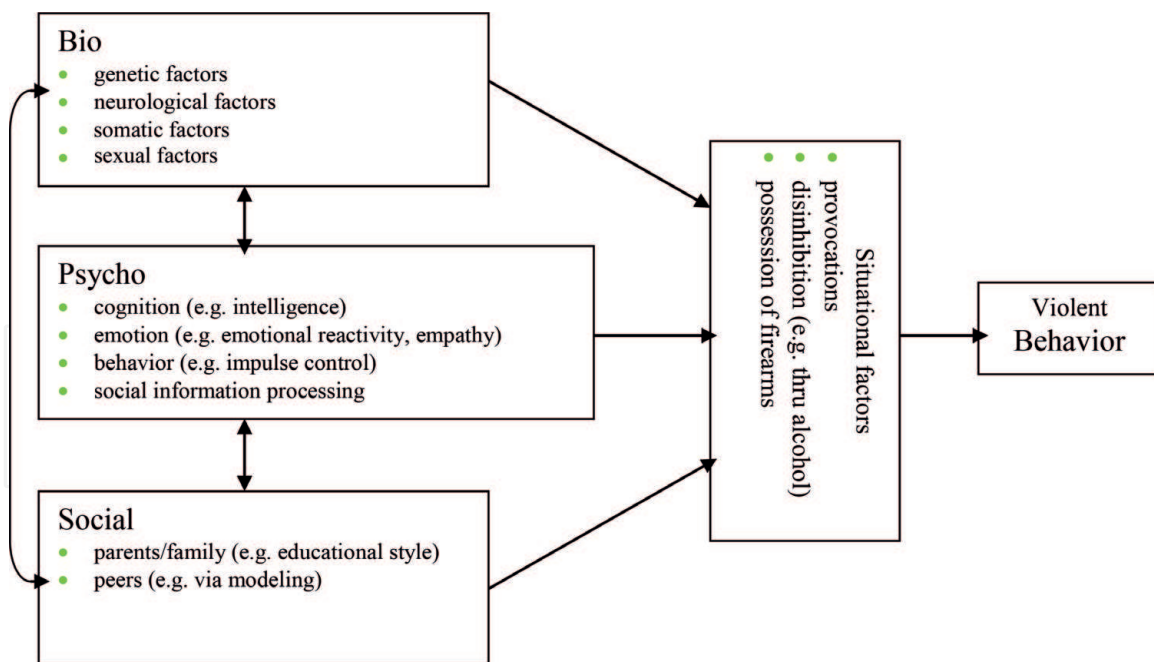 Bio
genetic factors
neurological factors
somatic factors
sexual factors
Psycho
cognition (e.g. intelligence)
emotion (e.g. emotional reactivity, empathy)
behavior (e.g. impulse control)
social information processing
Social
parents/family (e.g. educational style)
peers (e.g. via modeling)
Situational factors
provocations
disinhibition (e.g. thru alcohol)
possession of firearms
Violent
Behavior